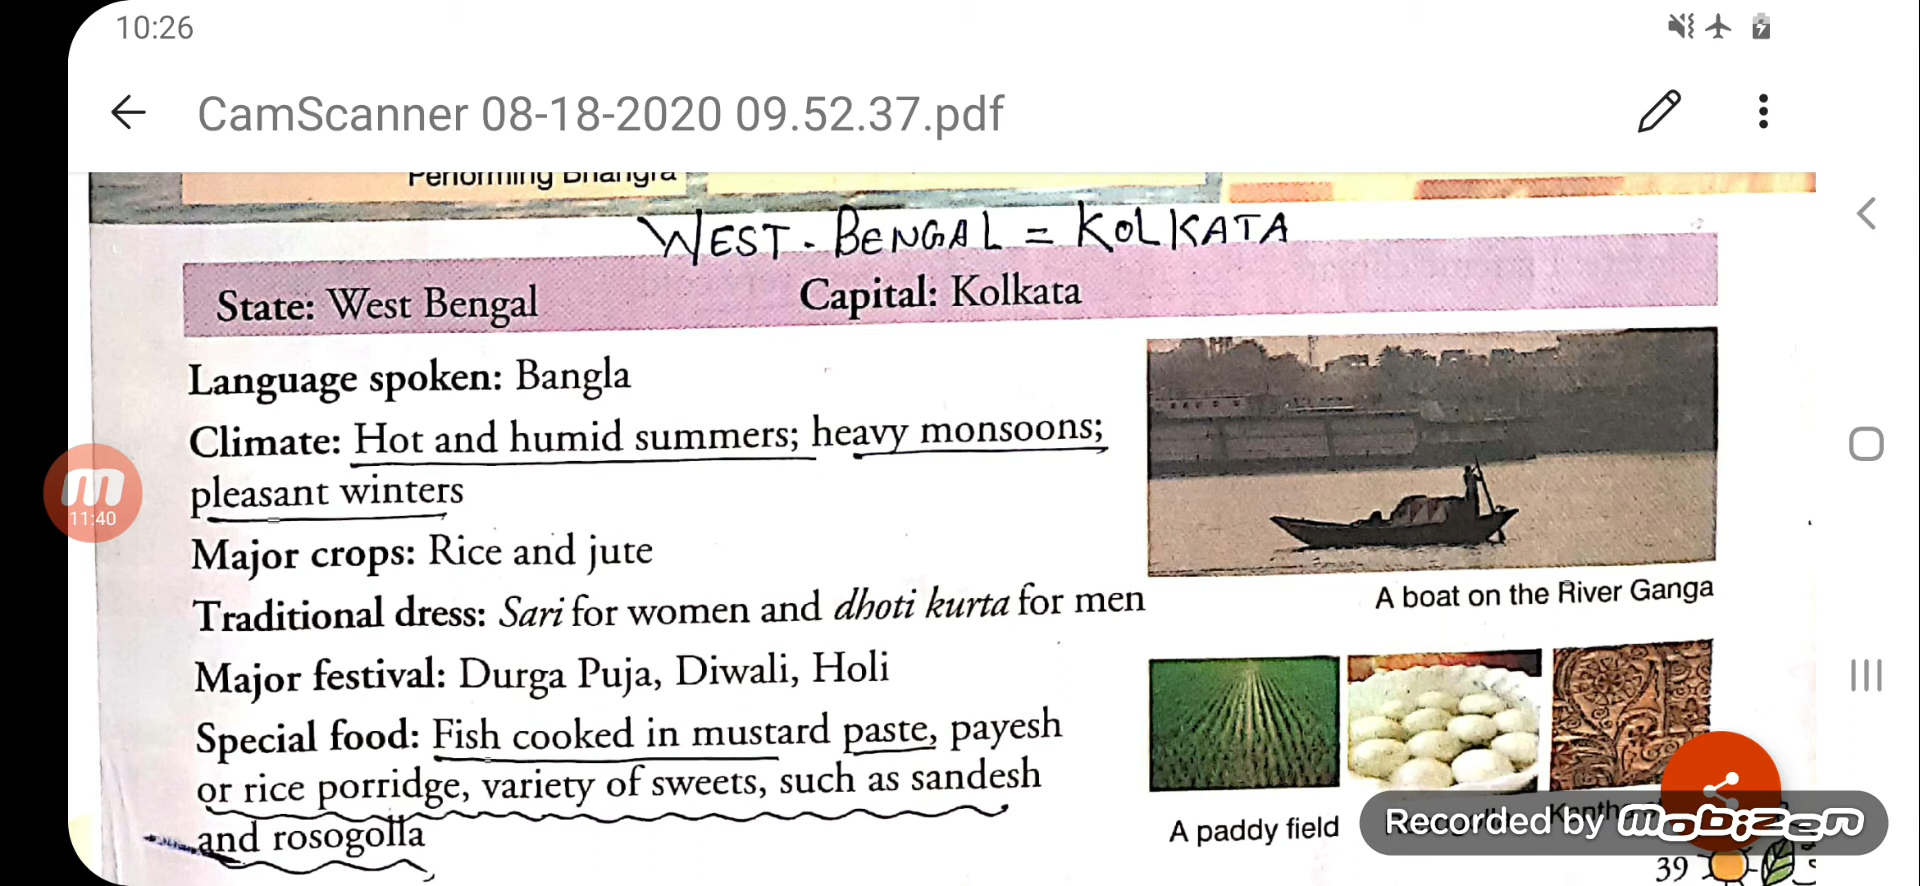 10:26
CamScanner 08-18-2020 09.52.37.pdf
Performing Bhangra
WEST-BENGAL = KOLKATA
State: West Bengal Capital: Kolkata
Language spoken: Bangla
Climate: Hot and humid summers; heavy monsoons;
pleasant winters
Major crops: Rice and jute
Traditional dress: Sari for women and dhoti kurta for men
Major festival: Durga Puja, Diwali, Holi
Special food: Fish cooked in mustard paste, payesh
or rice porridge, variety of sweets, such as sandesh
and rosogolla
A boat on the River Ganga
A paddy field
39
11:40
Recorded by mobizen